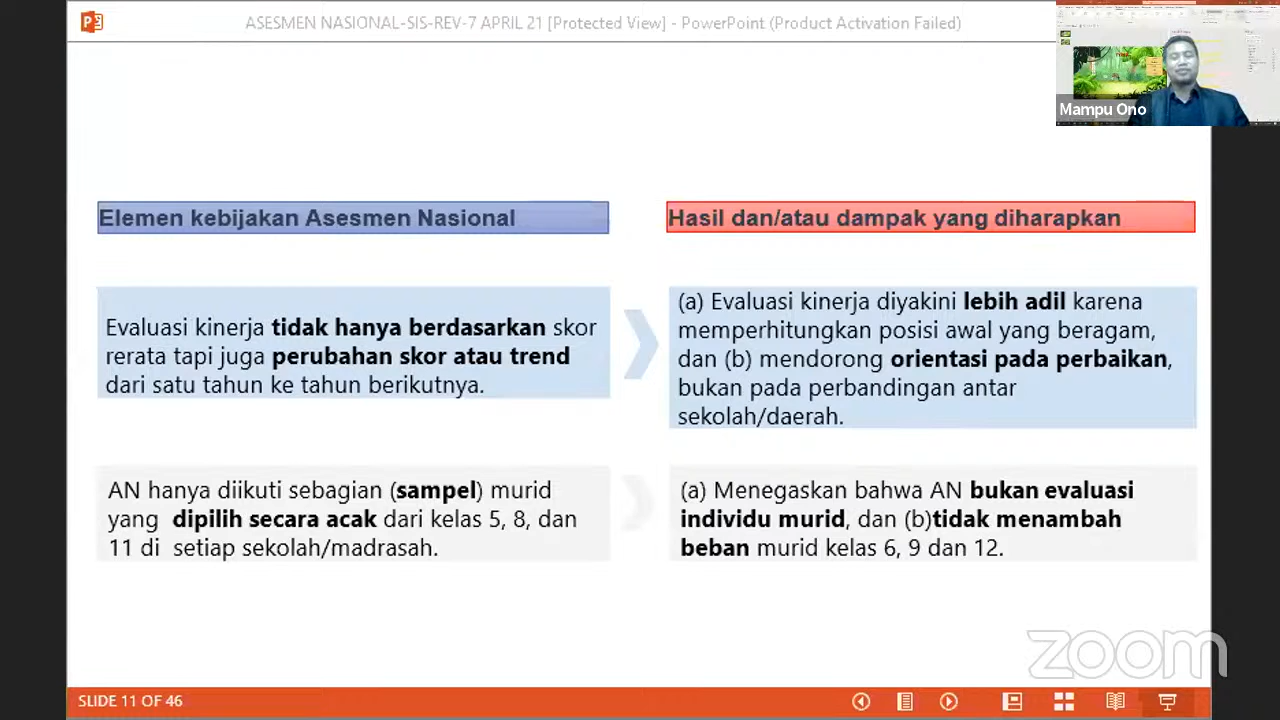 ASESMEN NASIONAL-SIS-REV-7 APRIL 21 [Protected View] - PowerPoint (Product Activation Failed)
Mampu Ono
Elemen kebijakan Asesmen Nasional
Hasil dan/atau dampak yang diharapkan
Evaluasi kinerja tidak hanya berdasarkan skor
rerata tapi juga perubahan skor atau trend
dari satu tahun ke tahun berikutnya.
(a) Evaluasi kinerja diyakini lebih adil karena
memperhitungkan posisi awal yang beragam,
dan (b) mendorong orientasi pada perbaikan,
bukan pada perbandingan antar
sekolah/daerah.
AN hanya diikuti sebagian (sampel) murid
yang dipilih secara acak dari kelas 5, 8, dan
11 di setiap sekolah/madrasah.
(a) Menegaskan bahwa AN bukan evaluasi
individu murid, dan (b)tidak menambah
beban murid kelas 6, 9 dan 12.
zoom
SLIDE 11 OF 46